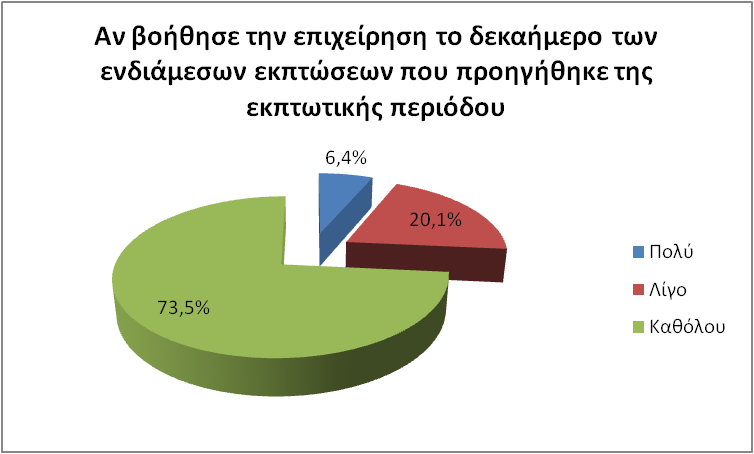 Αν βοήθησε την επιχείρηση το δεκαήμερο των
ενδιάμεσων εκπτώσεων που προηγήθηκε της
εκπτωτικής περιόδου
6,4%
20,1%
73,5%
Πολύ
Λίγο
Καθόλου